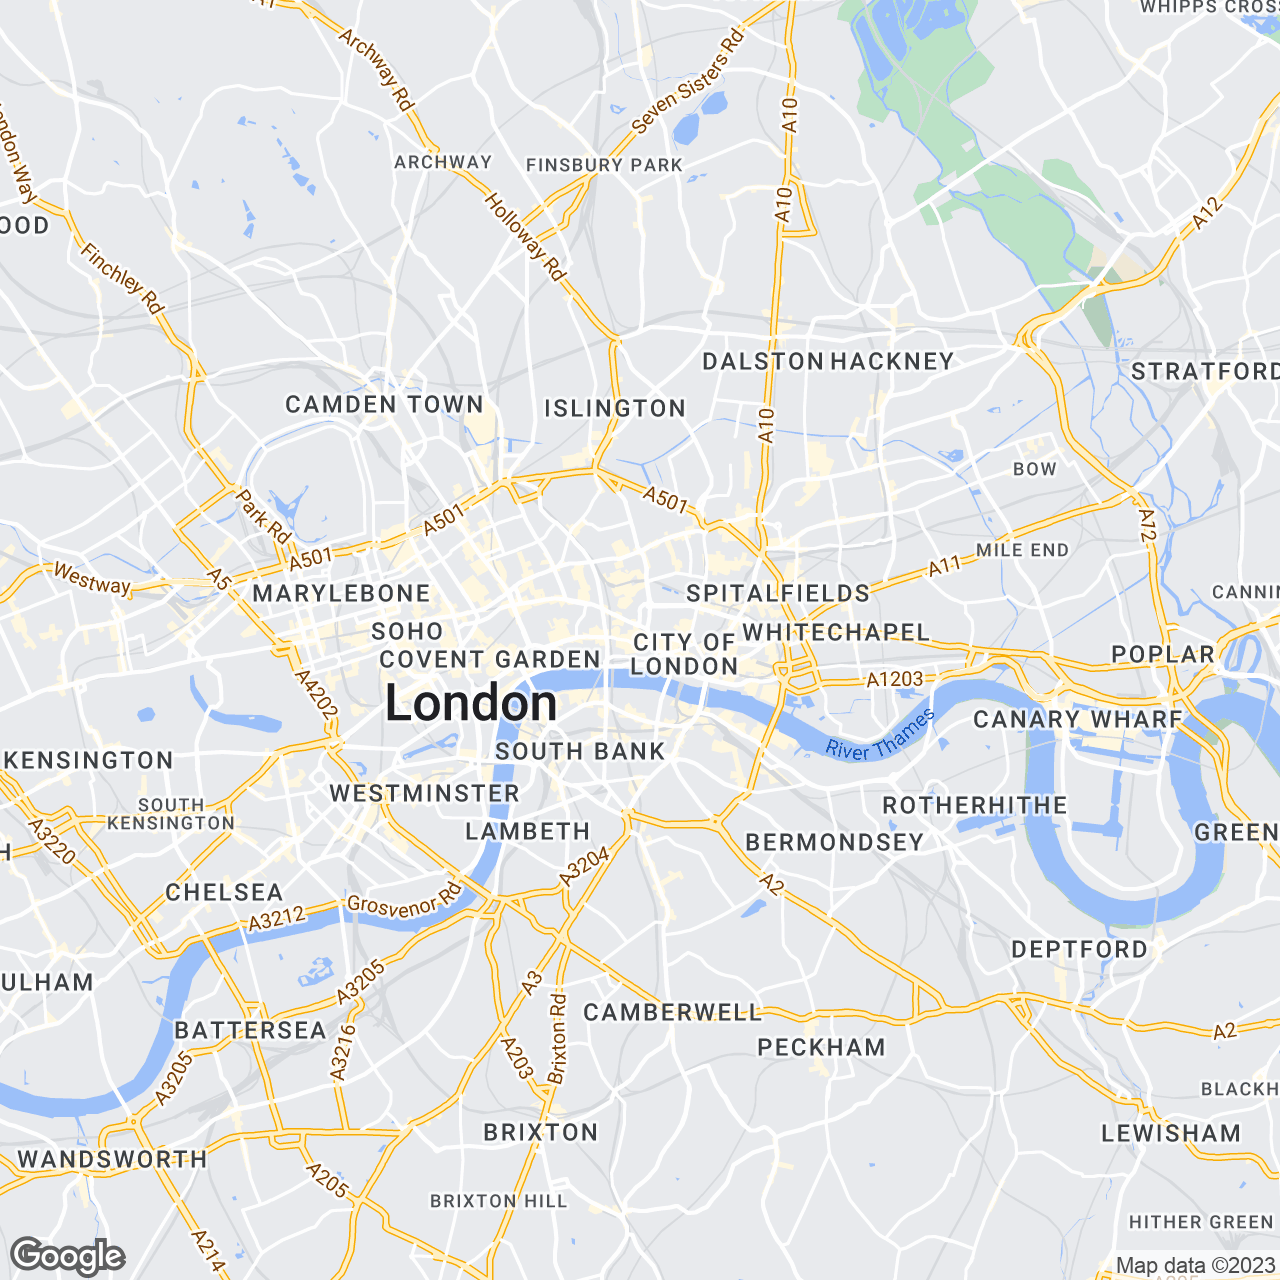 WHIPPS CROSS
A1
Archway Rd
Seven Sisters Rd
A10
ARCHWAY
FINSBURY PARK
London Way
A10
A12
OOD
Holloway Rd
Finchley Rd
DALSTON
HACKNEY
STRATFORD
CAMDEN TOWN
ISLINGTON
A10
BOW
Park Rd
A501
A501
A12
MILE END
A501
A11
Westway
A5
MARYLEBONE
SPITALFIELDS
CANNIN
SOHO
CITY OF
LONDON
WHITECHAPEL
COVENT GARDEN
POPLAR
A1203
A4202
London
CANARY WHARF
River Thames
SOUTH BANK
KENSINGTON
WESTMINSTER
SOUTH
KENSINGTON
ROTHERHITHE
A3220
LAMBETH
GREEN
BERMONDSEY
H
A3204
A2
CHELSEA
Grosvenor Rd
A3212
DEPTFORD
ULHAM
A3205
A3
CAMBERWELL
Brixton Rd
BATTERSEA
A2
A3216
A203
PECKHAM
A3205
BLACKH
BRIXTON
LEWISHAM
WANDSWORTH
A205
BRIXTON HILL
HITHER GREEN
A214
Google
Map data ©2023